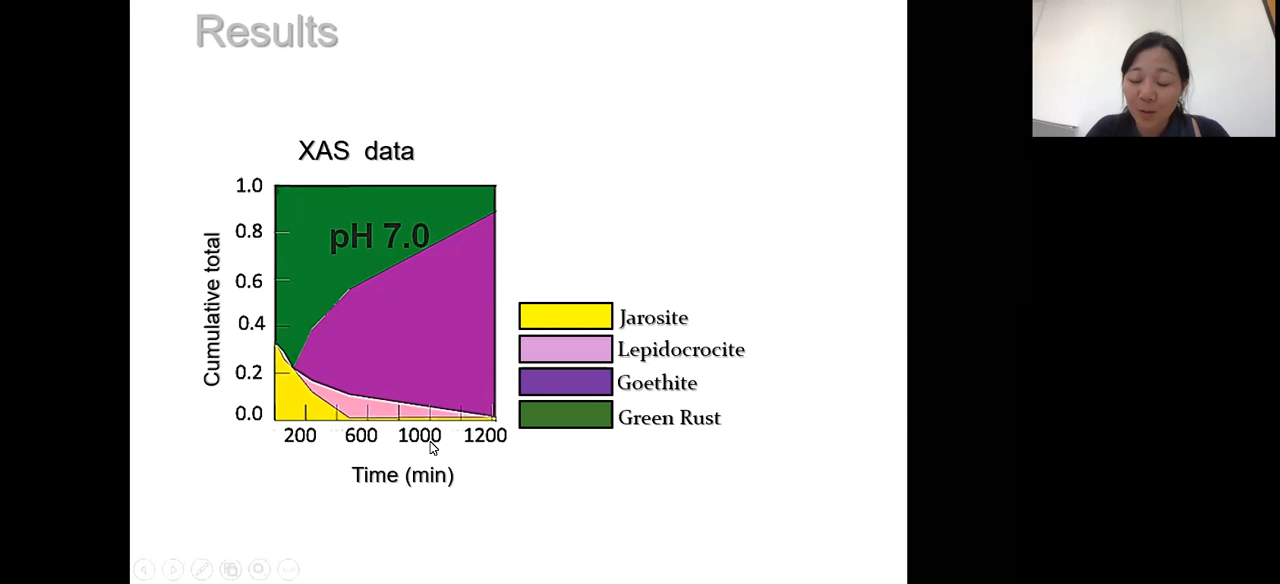 Results
XAS data
1.0
0.8
0.6
0.4
0.2
0.0
Cumulative total
pH 7.0
200 600 1000 1200
Time (min)
Jarosite
Lepidocrocite
Goethite
Green Rust